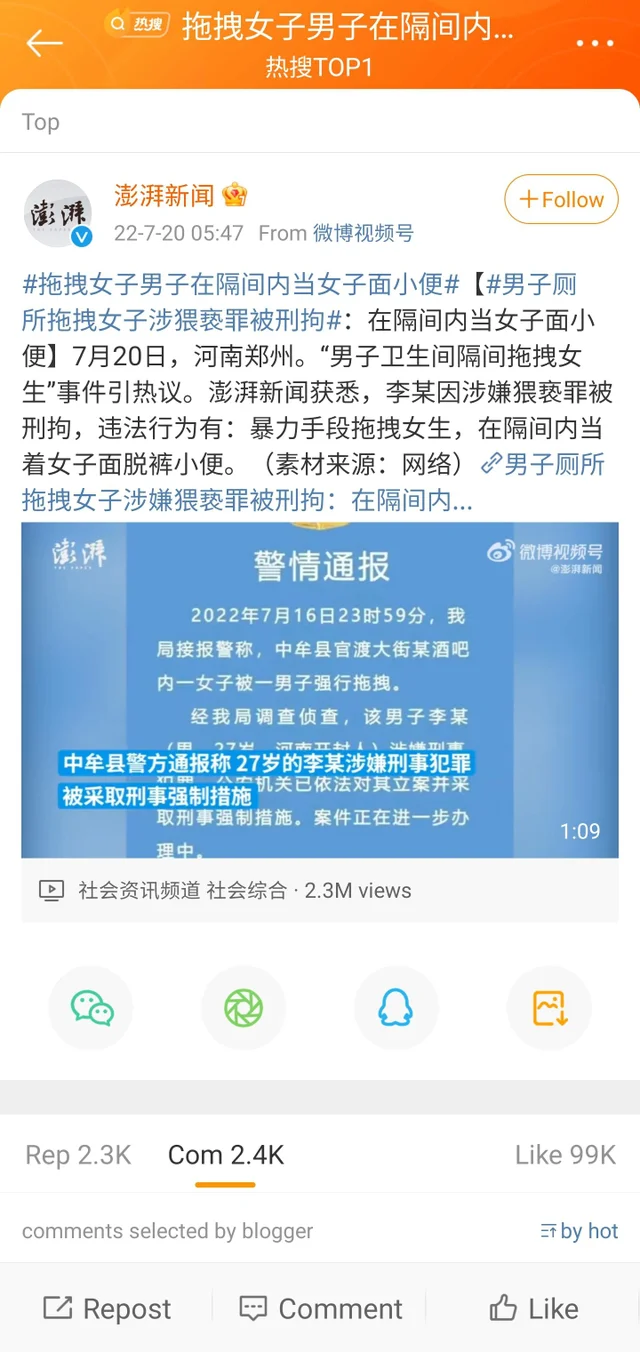 热搜 拖拽女子男子在隔间内...
热搜TOP1
Top
澎湃
澎湃新闻
+Follow
22-7-20 05:47 From 微博视频号
#拖拽女子男子在隔间内当女子面小便#【#男子厕
所拖拽女子涉猥亵罪被刑拘#：在隔间内当女子面小
便】7月20日，河南郑州。“男子卫生间隔间拖拽女
生”事件引热议。澎湃新闻获悉，李某因涉嫌猥亵罪被
刑拘，违法行为有：暴力手段拖拽女生，在隔间内当
着女子面脱裤小便。（素材来源：网络）男子厕所
拖拽女子涉嫌猥亵罪被刑拘：在隔间内...
澎湃
微博视频号
@澎湃新闻
警情通报
2022年7月16日23时59分，我
局接报警称，中牟县官渡大街某酒吧
内一女子被一男子强行拖拽。
经我局调查侦查，该男子李某
（男，27岁，河南开封人）涉嫌刑事
中牟县警方通报称 27岁的李某涉嫌刑事犯罪
机关已依法对其立案并采
被采取刑事强制措施
取刑事强制措施。案件正在进一步办
理中。
1:09
社会资讯频道 社会综合 · 2.3M views
Rep 2.3K Com 2.4K Like 99K
comments selected by blogger by hot
Repost Comment Like